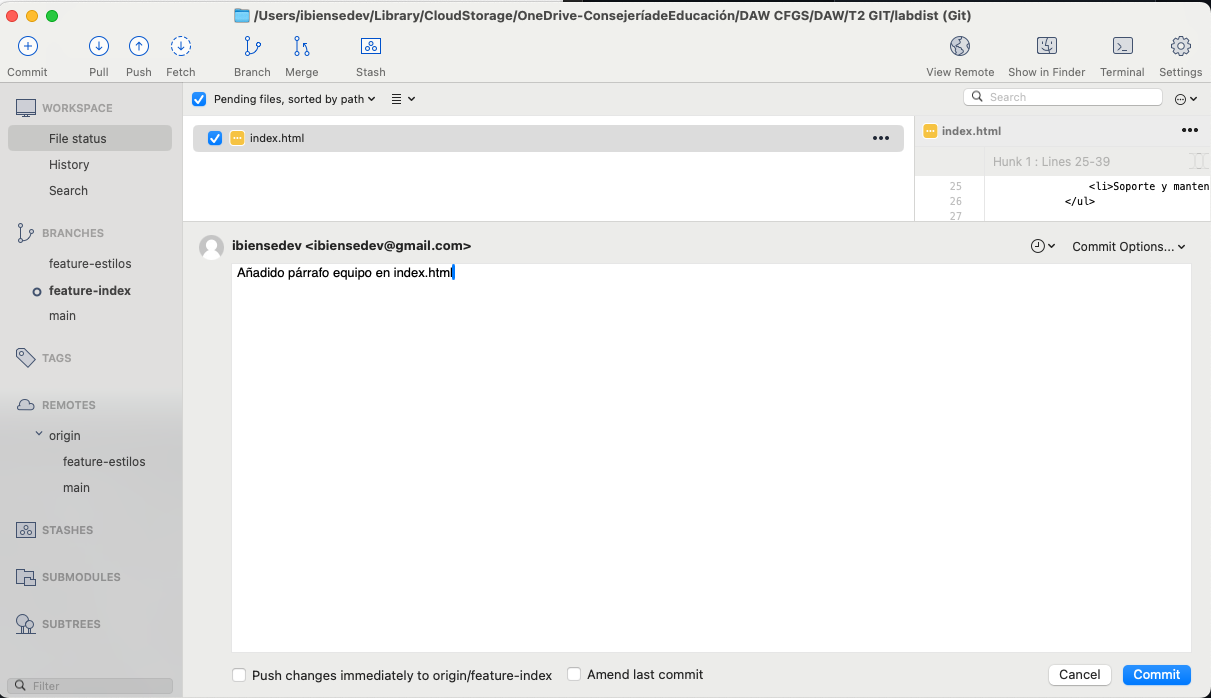 /Users/ibiensedev/Library/CloudStorage/OneDrive-ConsejeríadeEducación/DAW CFGS/DAW/T2 GIT/labdist (Git)
Commit Pull Push Fetch Branch Merge Stash View Remote Show in Finder Terminal Settings
WORKSPACE
File status
History
Search
BRANCHES
feature-estilos
feature-index
main
TAGS
REMOTES
origin
feature-estilos
main
STASHES
SUBMODULES
SUBTREES
Filter
Pending files, sorted by path
Search
index.html
index.html
Hunk 1 : Lines 25-39
25 <li>Soporte y manten
26 </ul>
27
ibiensedev <ibiensedev@gmail.com>
Commit Options...
Añadido párrafo equipo en index.html
Push changes immediately to origin/feature-index
Amend last commit
Cancel
Commit